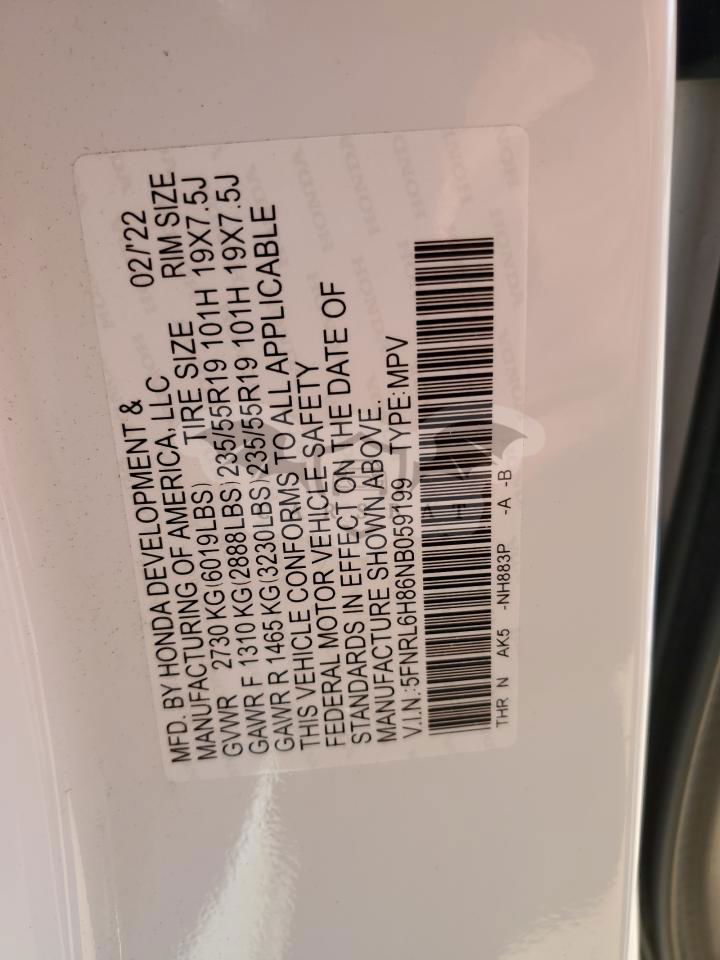 MFD. BY HONDA DEVELOPMENT &
MANUFACTURING OF AMERICA, LLC 02/'22
GVWR 2730 KG(6019LBS) TIRE SIZE RIM SIZE
GAWR F 1310 KG(2888LBS) 235/55R19 101H 19X7.5J
GAWR R 1465 KG(3230LBS) 235/55R19 101H 19X7.5J
THIS VEHICLE CONFORMS TO ALL APPLICABLE
FEDERAL MOTOR VEHICLE SAFETY
STANDARDS IN EFFECT ON THE DATE OF
MANUFACTURE SHOWN ABOVE.
V.I.N.:5FNRL6H86NB059199 TYPE:MPV
THR N AK5 -NH883P -A -B
HONDA